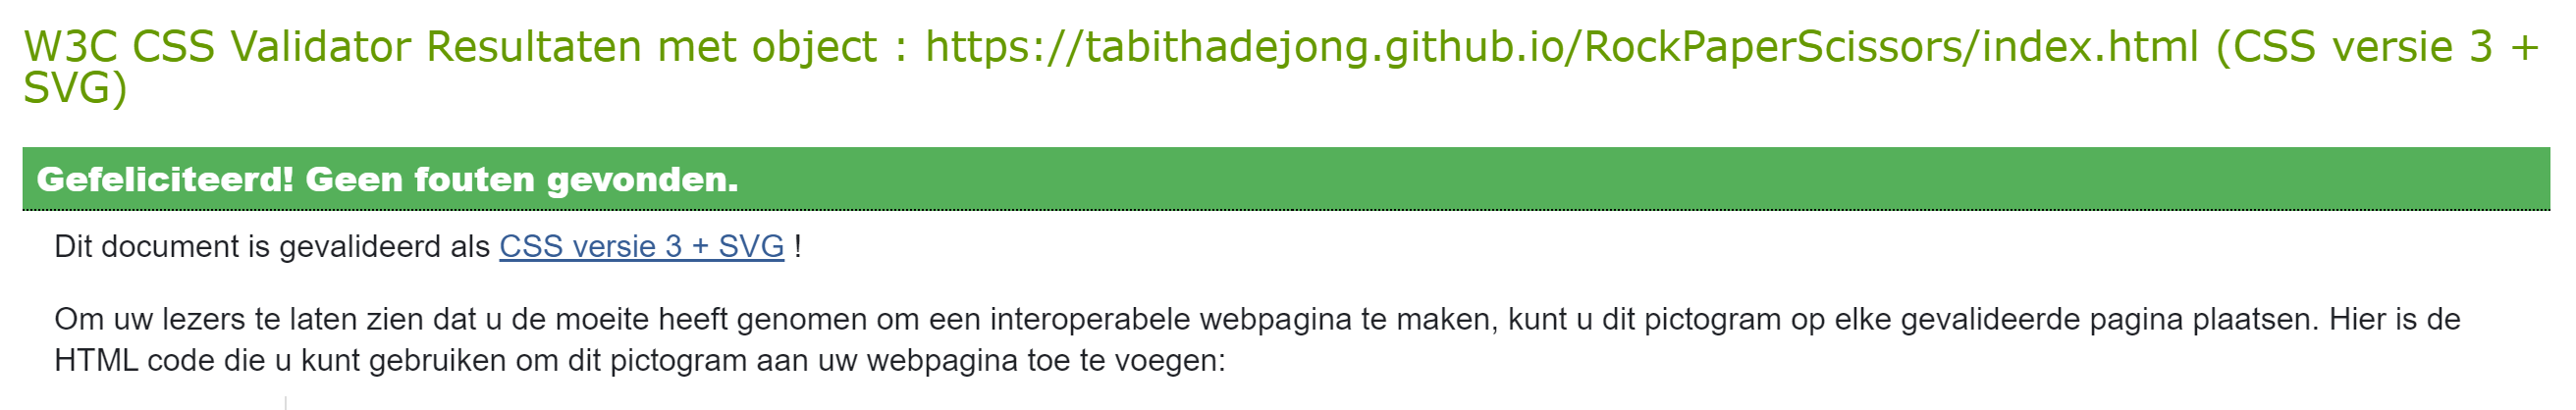 W3C CSS Validator Resultaten met object : https://tabithadejong.github.io/RockPaperScissors/index.html (CSS versie 3 +
SVG)
Gefeliciteerd! Geen fouten gevonden.
Dit document is gevalideerd als CSS versie 3 + SVG !
Om uw lezers te laten zien dat u de moeite heeft genomen om een interoperabele webpagina te maken, kunt u dit pictogram op elke gevalideerde pagina plaatsen. Hier is de
HTML code die u kunt gebruiken om dit pictogram aan uw webpagina toe te voegen: